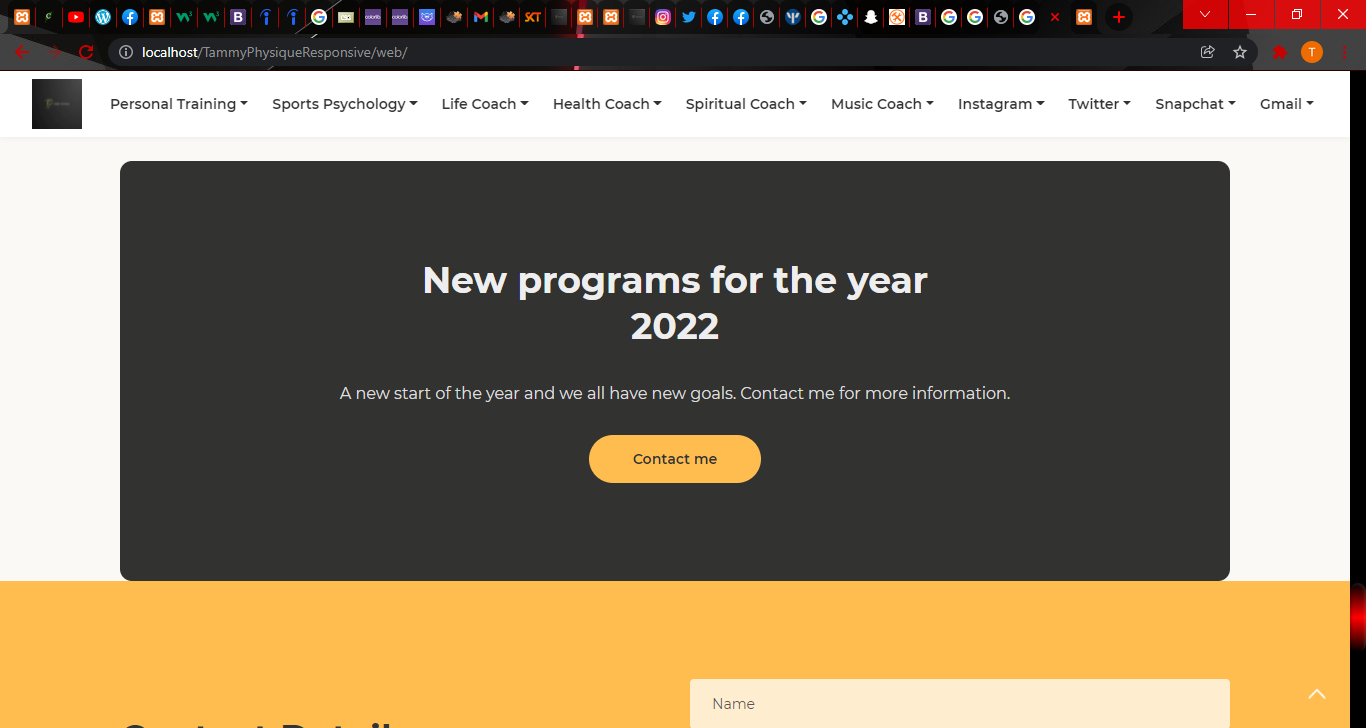 localhost/TammyPhysiqueResponsive/web/
T
Personal Training Sports Psychology Life Coach Health Coach Spiritual Coach Music Coach Instagram Twitter Snapchat Gmail
New programs for the year
2022
A new start of the year and we all have new goals. Contact me for more information.
Contact me
Name
Contact Detail